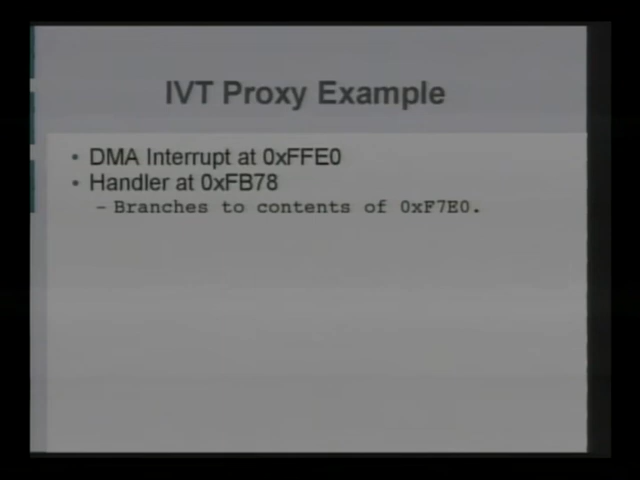 IVT Proxy Example
• DMA Interrupt at 0xFFE0
• Handler at 0xFB78
– Branches to contents of 0xF7E0.